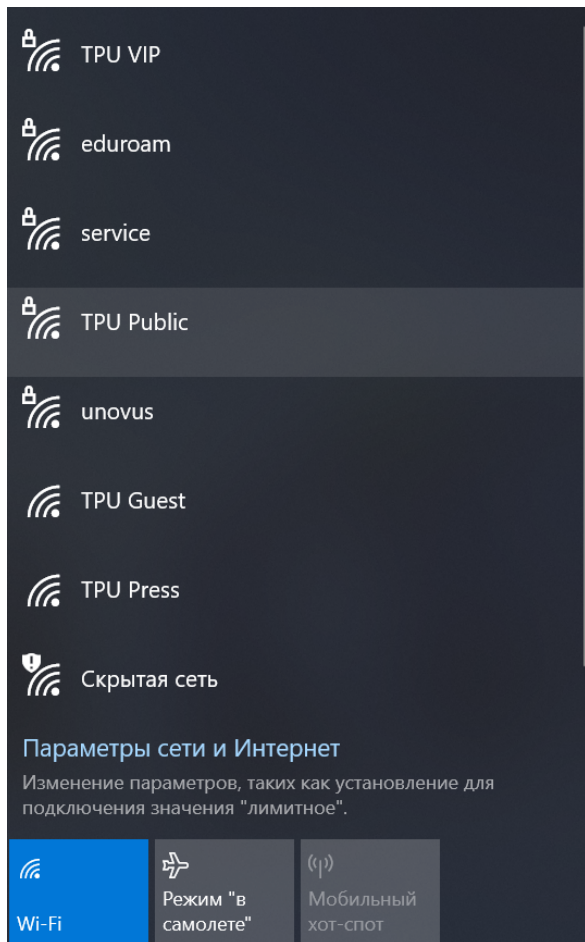 TPU VIP
eduroam
service
TPU Public
unovus
TPU Guest
TPU Press
Скрытая сеть
Параметры сети и Интернет
Изменение параметров, таких как установление для
подключения значения "лимитное".
Wi-Fi
Режим "в
самолете"
Мобильный
хот-спот